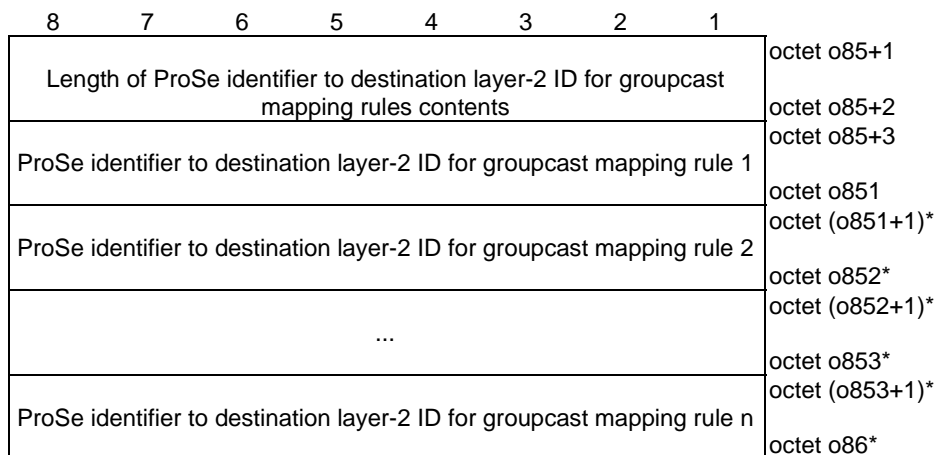 8 7 6 5 4 3 2 1
octet o85+1
Length of ProSe identifier to destination layer-2 ID for groupcast
mapping rules contents
octet o85+2
octet o85+3
ProSe identifier to destination layer-2 ID for groupcast mapping rule 1
octet o851
octet (o851+1)*
ProSe identifier to destination layer-2 ID for groupcast mapping rule 2
octet o852*
octet (o852+1)*
...
octet o853*
octet (o853+1)*
ProSe identifier to destination layer-2 ID for groupcast mapping rule n
octet o86*